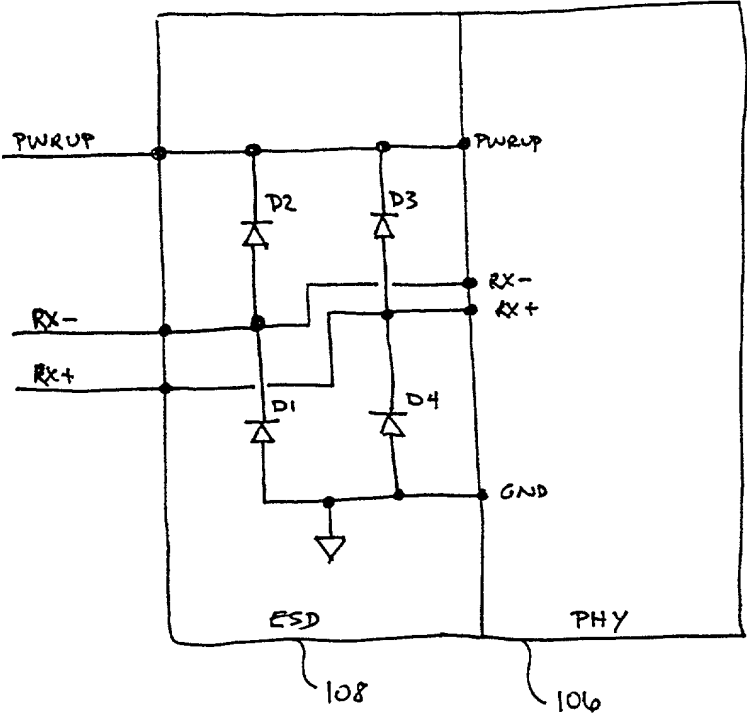 PWRUP
PWRUP
D2
D3
RX-
RX+
RX-
RX+
D1
D4
GND
ESD
PHY
108
106